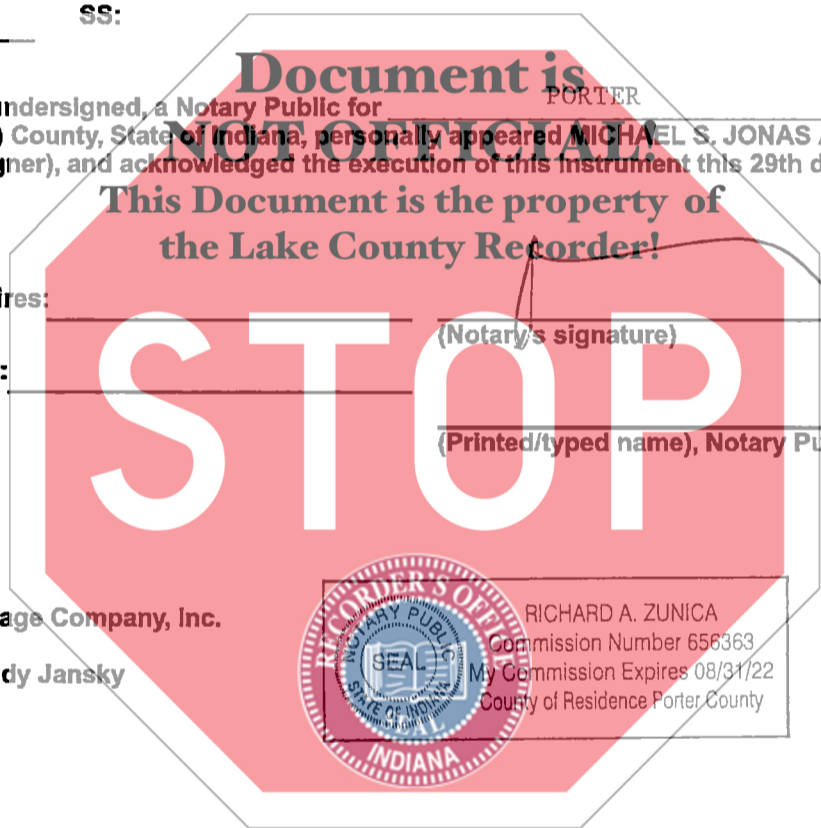 SS:
Document is
PORTER
ndersigned, a Notary Public for
NOT OFFICIAL!
) County, State of Indiana, personally appeared MICHAEL S. JONAS
gner), and acknowledged the execution of this instrument this 29th d
This Document is the property of
the Lake County Recorder!
ires:
(Notary's signature)
:
STOP
(Printed/typed name), Notary Pu
RECORDER'S OFFICE
NOTARY PUBLIC
SEAL
STATE OF INDIANA
SEAL
INDIANA
RICHARD A. ZUNICA
Commission Number 656363
My Commission Expires 08/31/22
County of Residence Porter County
age Company, Inc.
dy Jansky